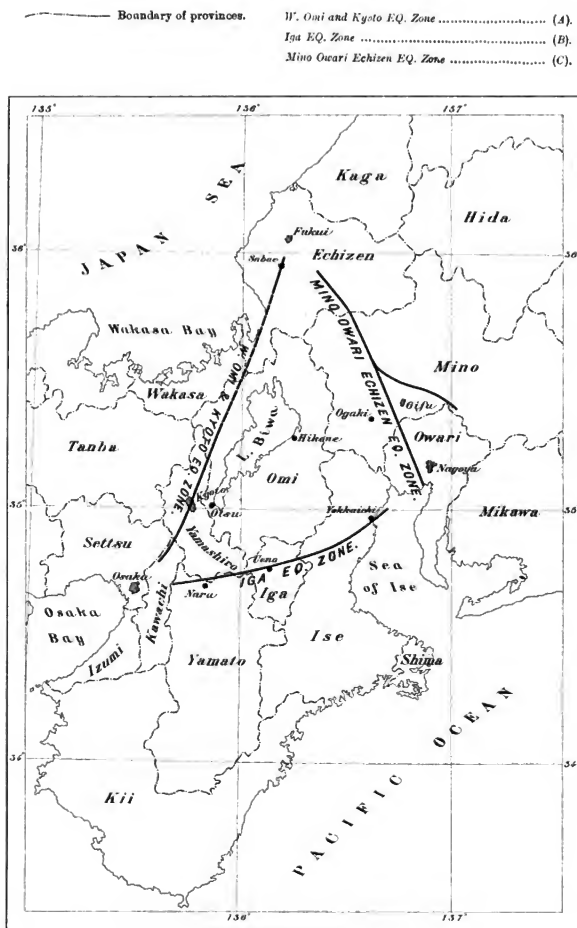 Boundary of provinces.
W. Omi and Kyoto EQ. Zone .................... (A).
Iga EQ. Zone ........................................ (B).
Mino Owari Echizen EQ. Zone ................ (C).
135° 136° 137°
Kaga
Hida
JAPAN SEA
Fukui
36°
36°
Echizen
Sabae
Wakasa Bay
MINO OWARI ECHIZEN EQ. ZONE.
W. OMI & KYOTO EQ. ZONE
Mino
Wakasa
Gifu
Ogaki
Owari
Tanba
L. Biwa
Hikone
Nagoya
Omi
Kyoto
Otsu
35°
35°
Yokkaichi
Mikawa
Settsu
Yamashiro
Ueno
IGA EQ. ZONE.
Sea
of Ise
Osaka
Nara
Iga
Osaka
Bay
Kawachi
Izumi
Ise
Yamato
Shima
34°
34°
Kii
PACIFIC OCEAN
136° 137°